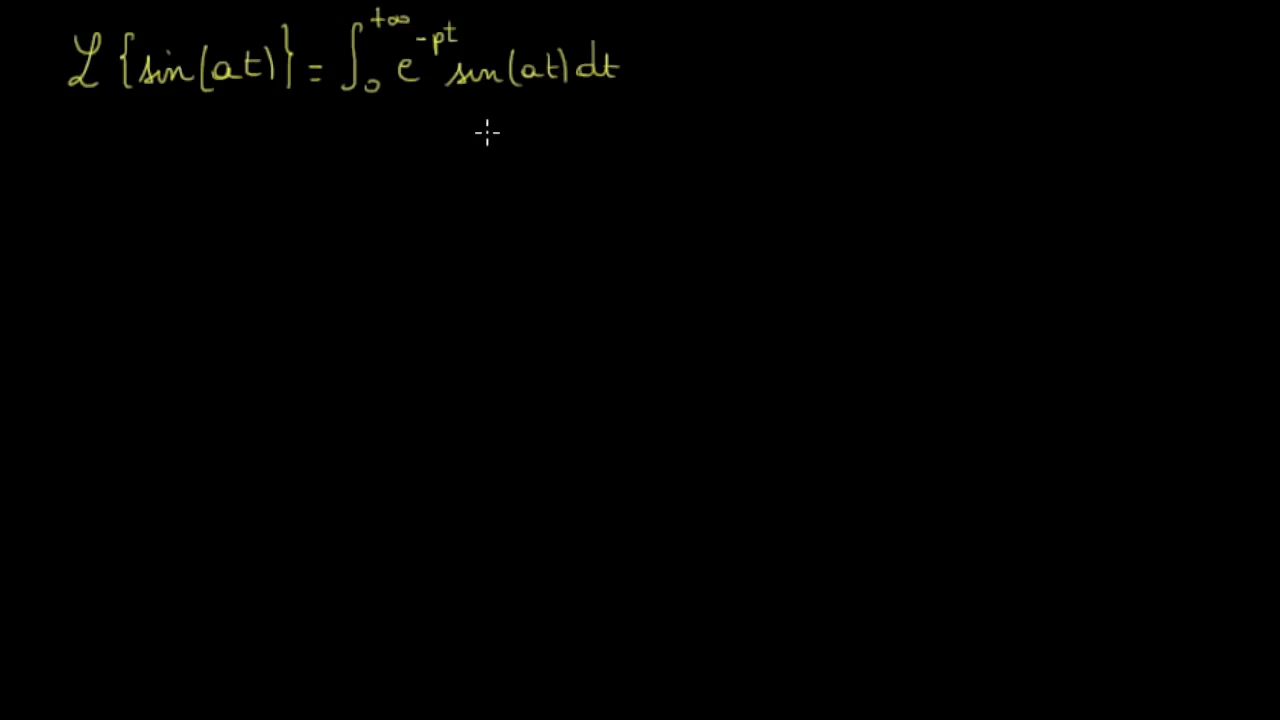 ℒ{sin(at)} = ∫₀^{+∞} e^{-pt} sin(at) dt